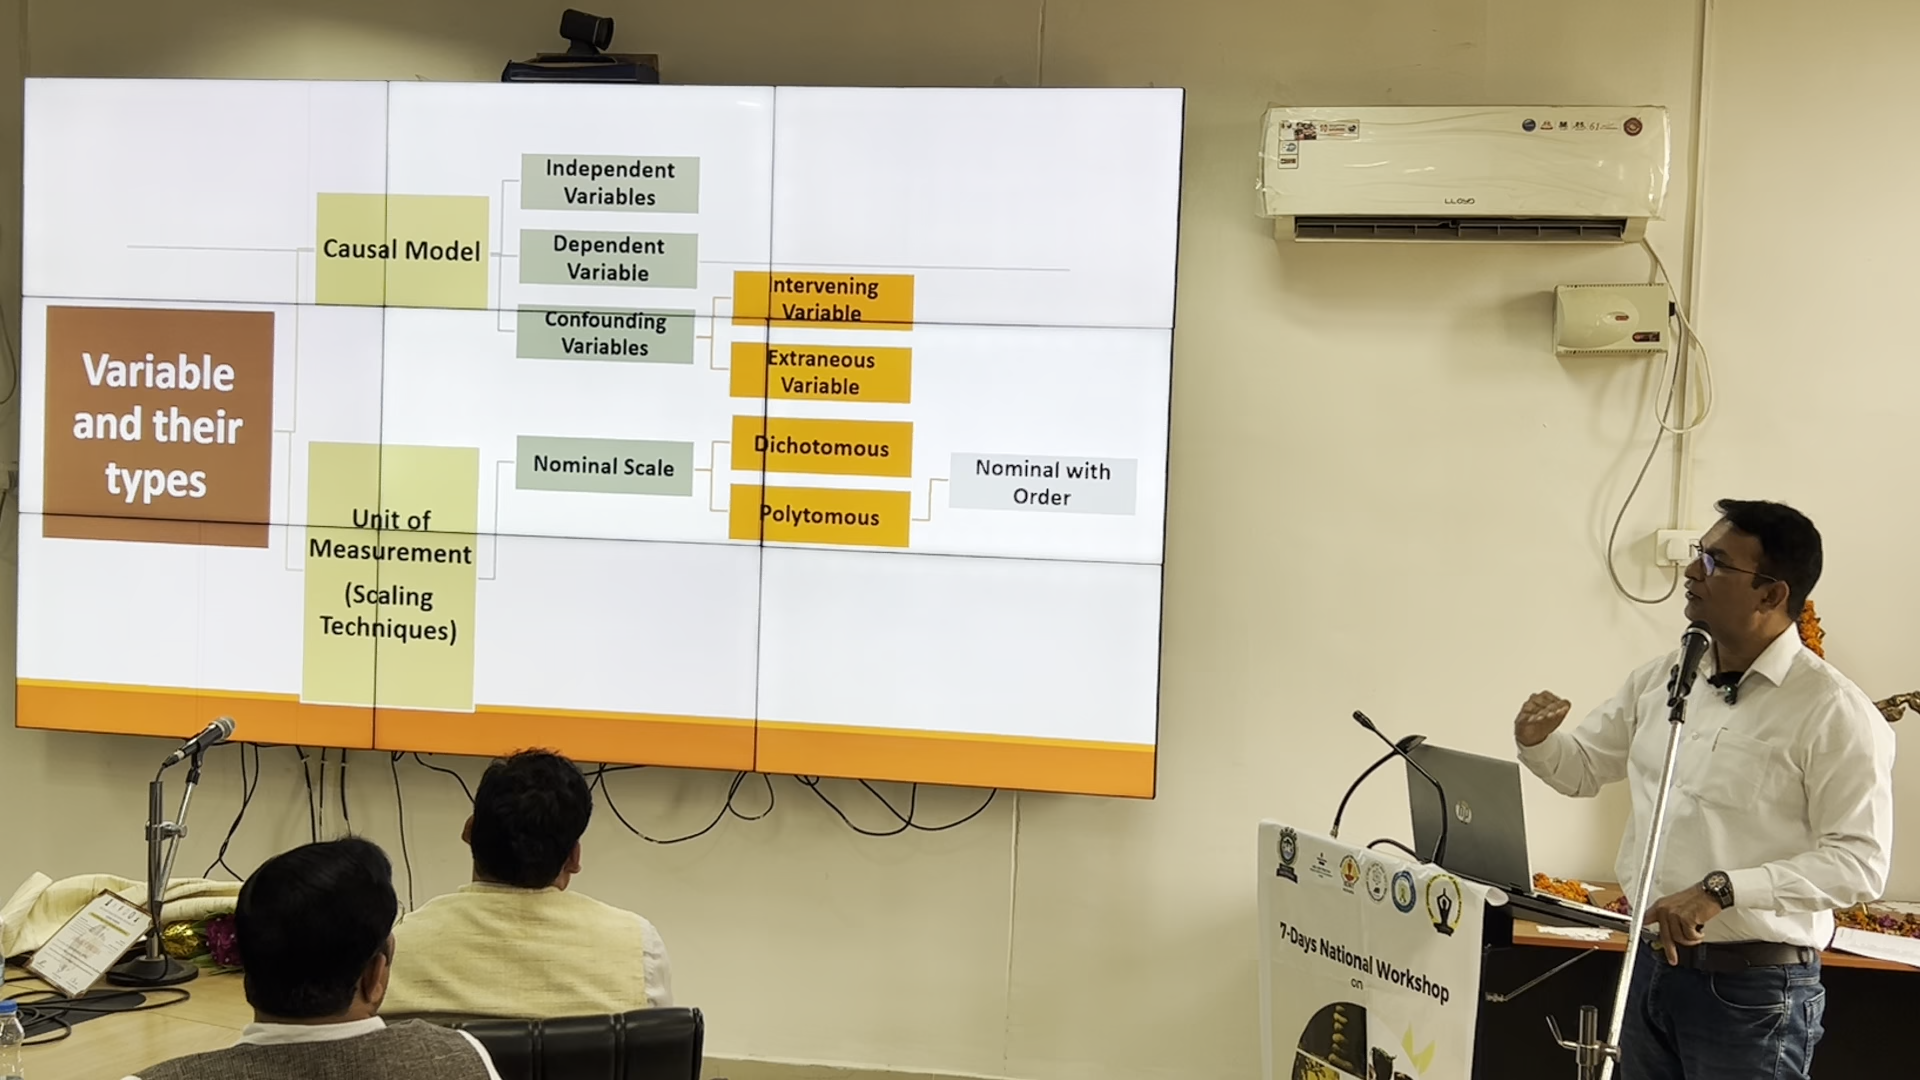 Independent
Variables
Causal Model
Dependent
Variable
Intervening
Variable
Confounding
Variables
Extraneous
Variable
Variable
and their
types
Dichotomous
Nominal Scale
Nominal with
Order
Polytomous
Unit of
Measurement
(Scaling
Techniques)
LLOYD
hp
7-Days National Workshop
on